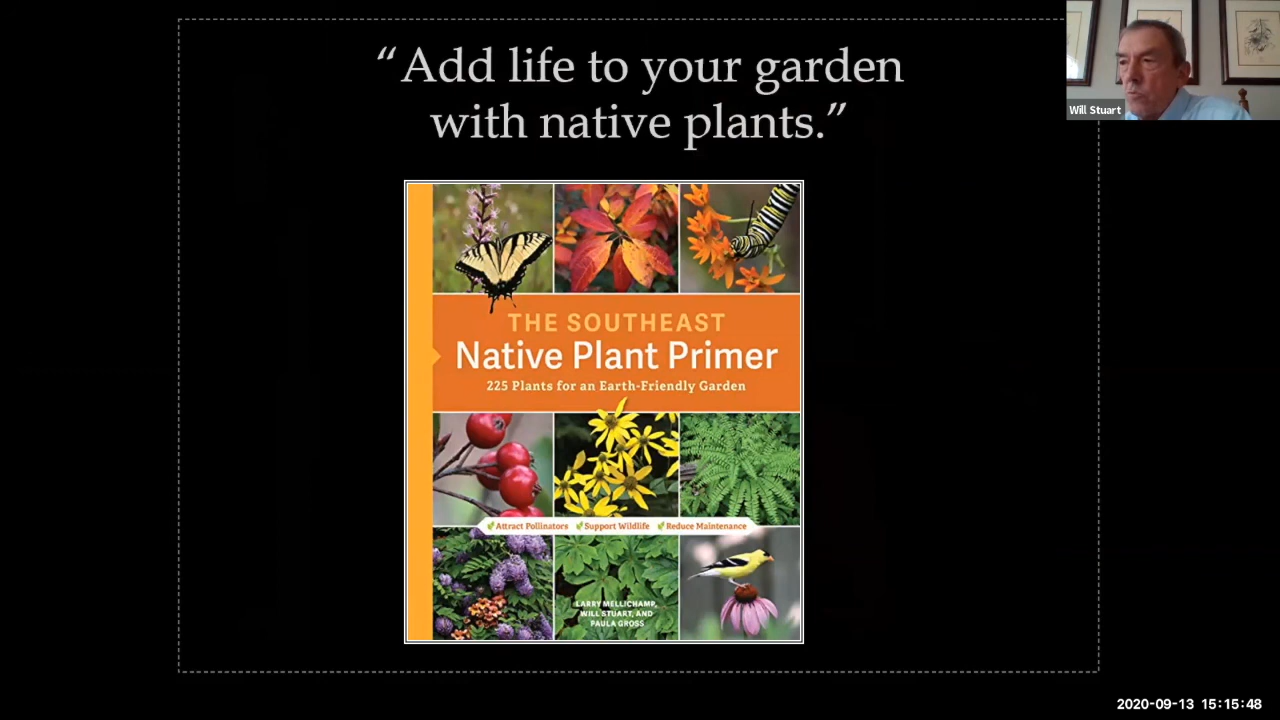 “Add life to your garden
with native plants.”
Will Stuart
THE SOUTHEAST
Native Plant Primer
225 Plants for an Earth-Friendly Garden
Attract Pollinators Support Wildlife Reduce Maintenance
LARRY MELLICHAMP,
WILL STUART, AND
PAULA GROSS
2020-09-13 15:15:48